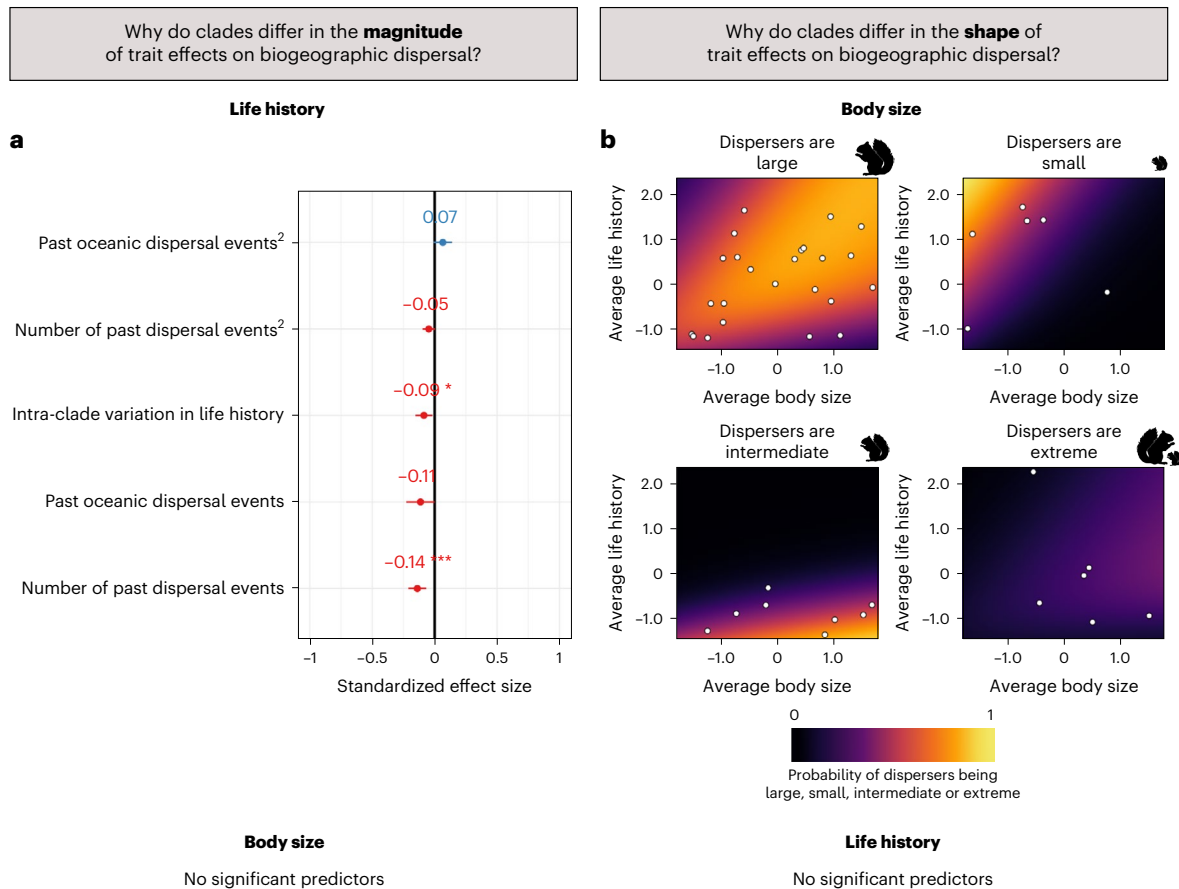 Why do clades differ in the magnitude
of trait effects on biogeographic dispersal?
Life history
a
Past oceanic dispersal events²
Number of past dispersal events²
Intra-clade variation in life history
Past oceanic dispersal events
Number of past dispersal events
0.07
−0.05
−0.09 *
−0.11
−0.14 ***
−1 −0.5 0 0.5 1
Standardized effect size
Body size
No significant predictors
Why do clades differ in the shape of
trait effects on biogeographic dispersal?
Body size
b
Dispersers are
large
Average life history
2.0
1.0
0
−1.0
−1.0 0 1.0
Average body size
Dispersers are
small
Average life history
2.0
1.0
0
−1.0
−1.0 0 1.0
Average body size
Dispersers are
intermediate
Average life history
2.0
1.0
0
−1.0
−1.0 0 1.0
Average body size
Dispersers are
extreme
Average life history
2.0
1.0
0
−1.0
−1.0 0 1.0
Average body size
0 1
Probability of dispersers being
large, small, intermediate or extreme
Life history
No significant predictors